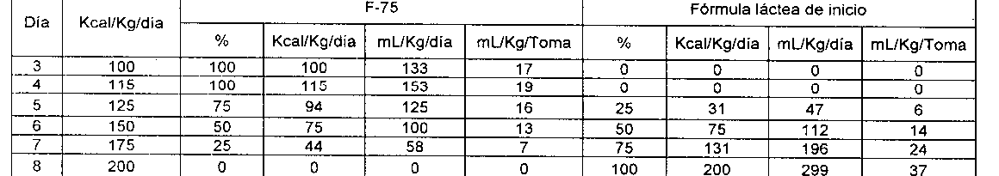 Día Kcal/Kg/día F-75 Fórmula láctea de inicio
% Kcal/Kg/día mL/Kg/día mL/Kg/Toma % Kcal/Kg/día mL/Kg/día mL/Kg/Toma
3 100 100 100 133 17 0 0 0 0
4 115 100 115 153 19 0 0 0 0
5 125 75 94 125 16 25 31 47 6
6 150 50 75 100 13 50 75 112 14
7 175 25 44 58 7 75 131 196 24
8 200 0 0 0 0 100 200 299 37